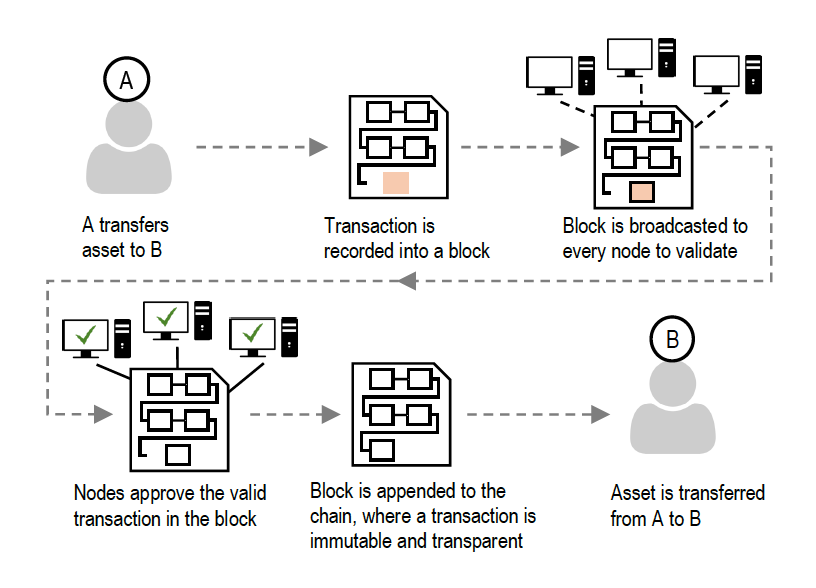 A
A transfers
asset to B
Transaction is
recorded into a block
Block is broadcasted to
every node to validate
Nodes approve the valid
transaction in the block
Block is appended to the
chain, where a transaction is
immutable and transparent
B
Asset is transferred
from A to B